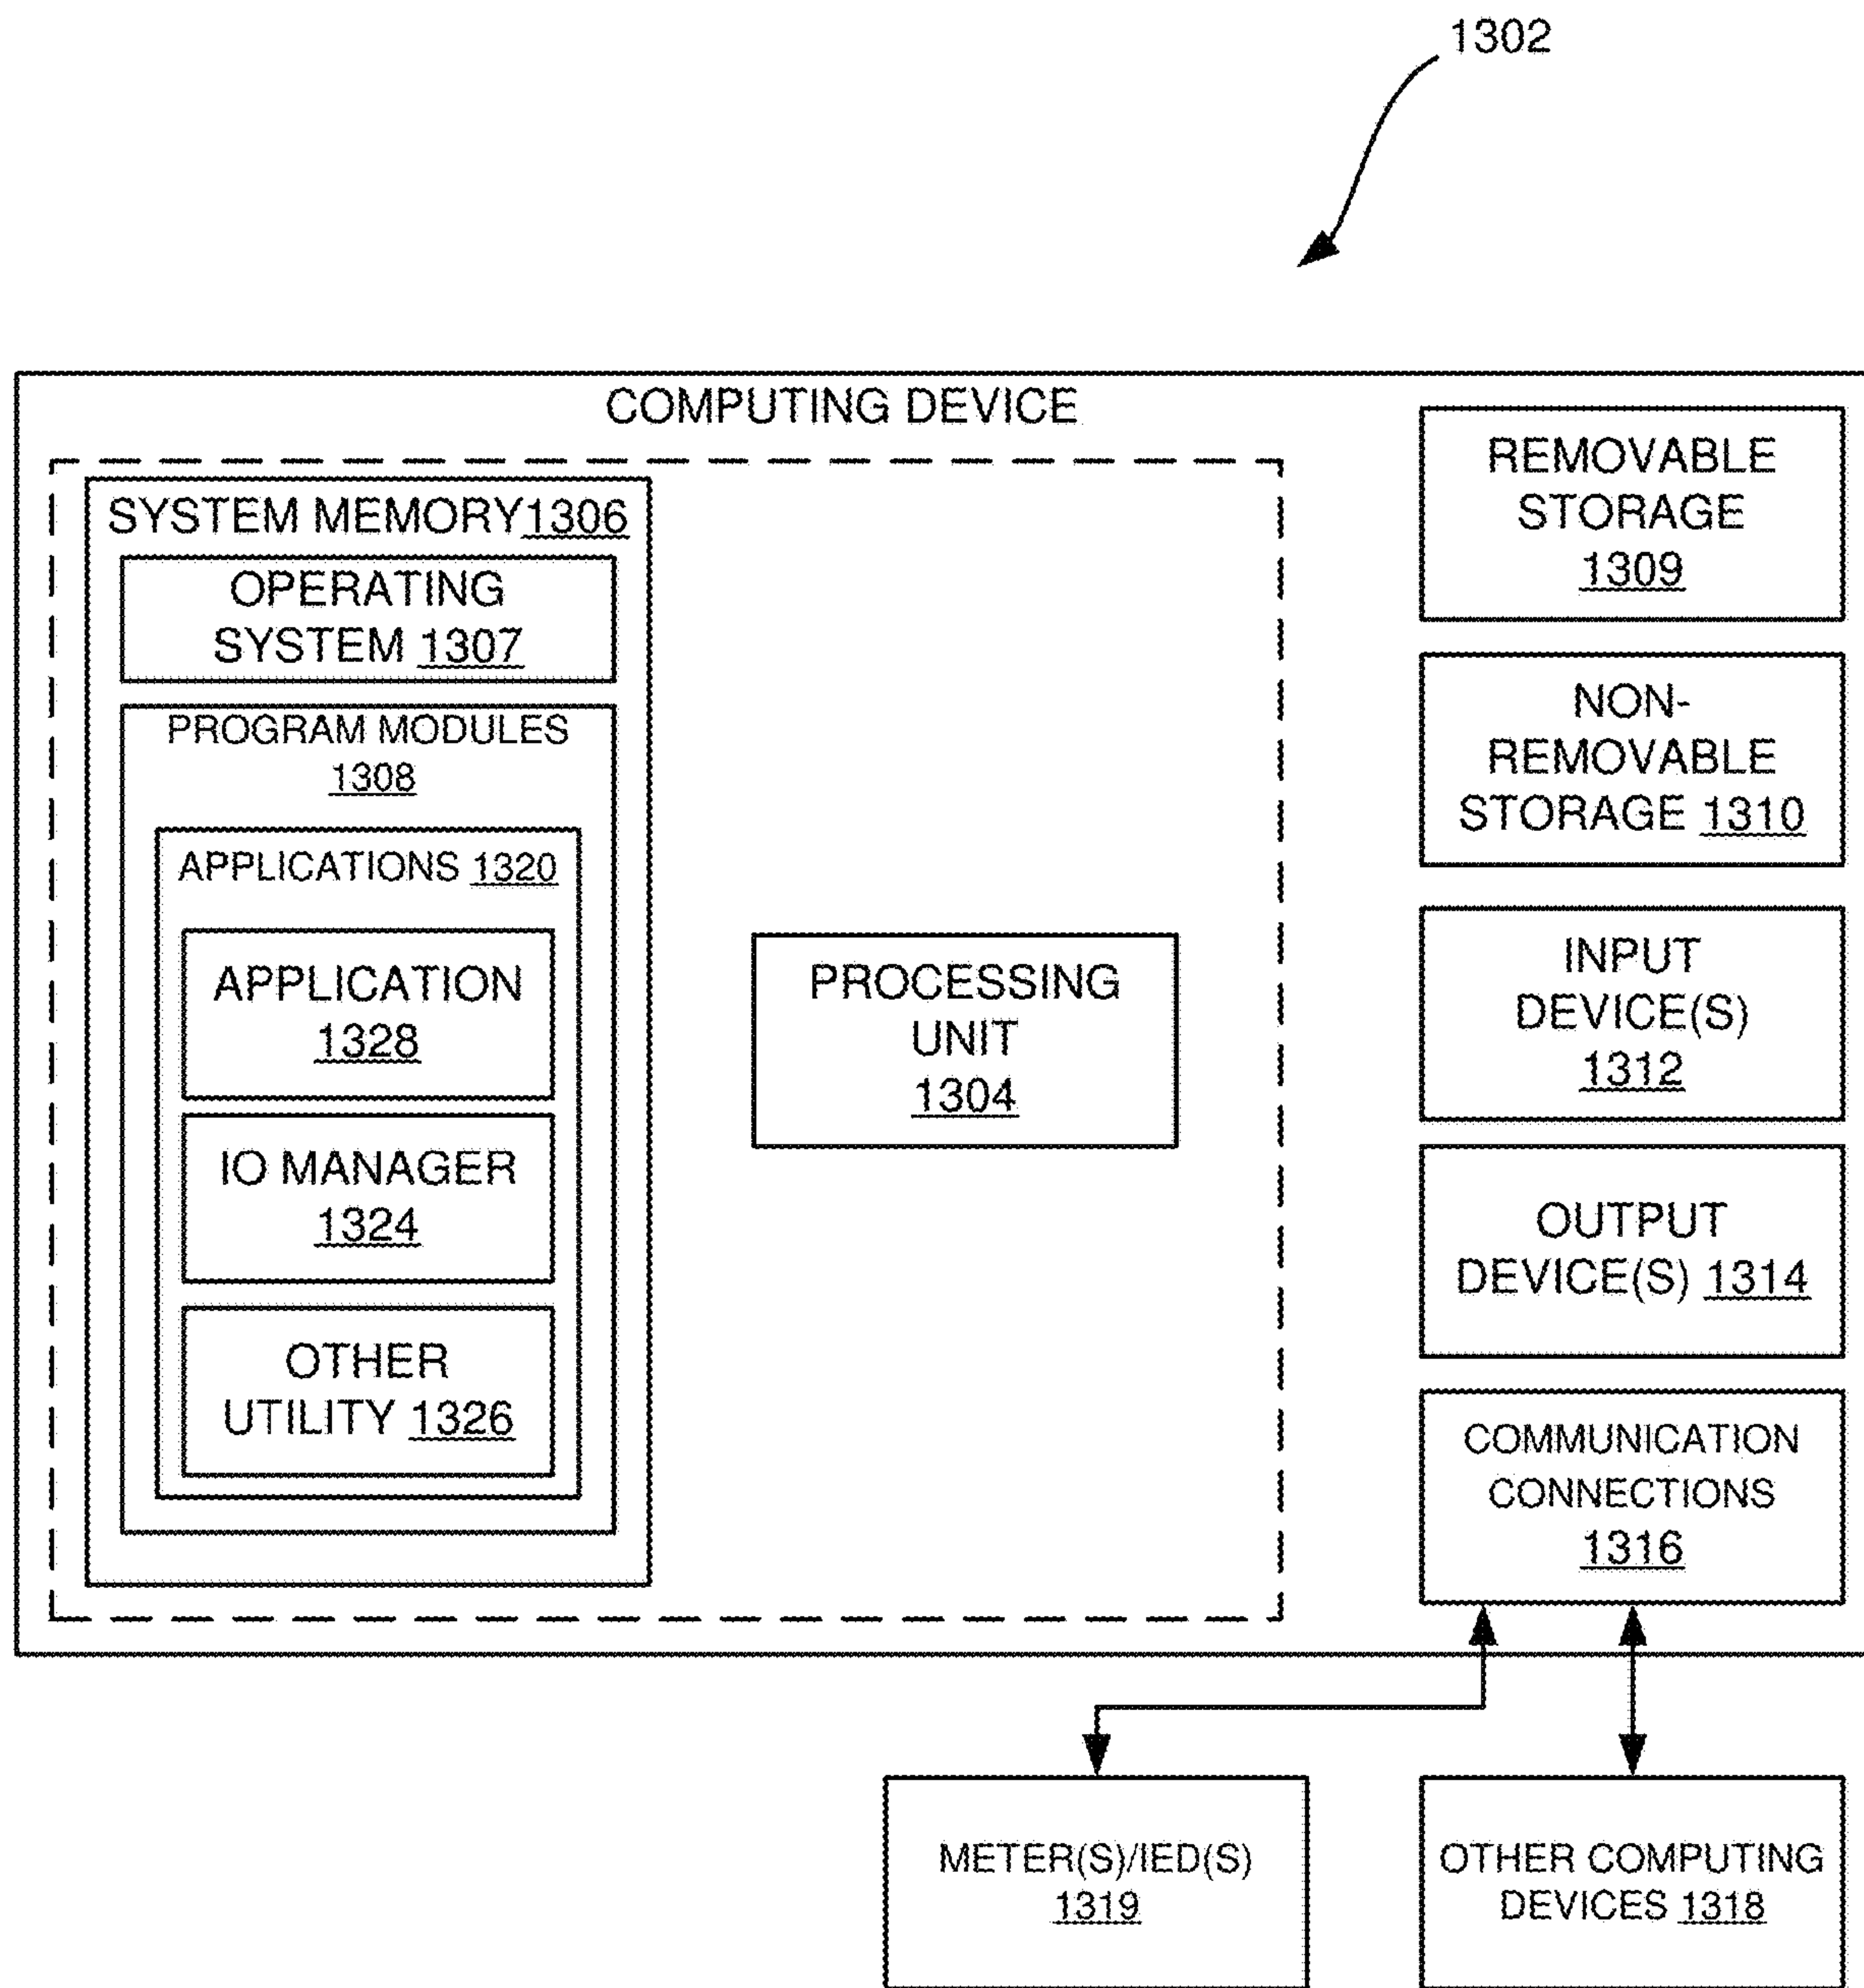 1302
COMPUTING DEVICE
SYSTEM MEMORY1306
OPERATING
SYSTEM 1307
PROGRAM MODULES
1308
APPLICATIONS 1320
APPLICATION
1328
IO MANAGER
1324
OTHER
UTILITY 1326
PROCESSING
UNIT
1304
REMOVABLE
STORAGE
1309
NON-
REMOVABLE
STORAGE 1310
INPUT
DEVICE(S)
1312
OUTPUT
DEVICE(S) 1314
COMMUNICATION
CONNECTIONS
1316
METER(S)/IED(S)
1319
OTHER COMPUTING
DEVICES 1318